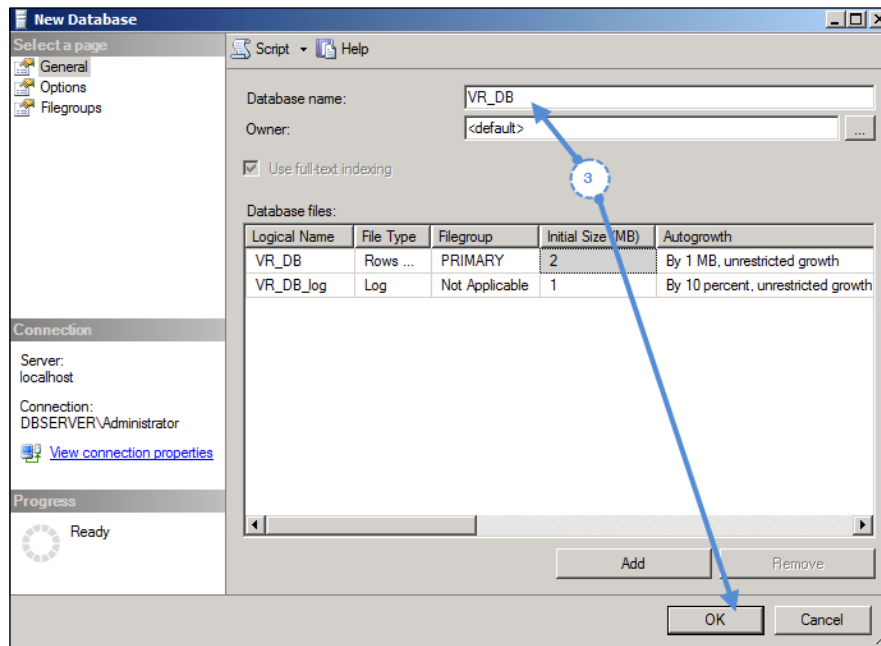 New Database
Select a page
General
Options
Filegroups
Script
Help
Database name:
VR_DB
Owner:
<default>
...
Use full-text indexing
3
Database files:
Logical Name File Type Filegroup Initial Size (MB) Autogrowth
VR_DB Rows ... PRIMARY 2 By 1 MB, unrestricted growth
VR_DB_log Log Not Applicable 1 By 10 percent, unrestricted growth
Connection
Server:
localhost
Connection:
DBSERVER\Administrator
View connection properties
Progress
Ready
Add Remove
OK Cancel